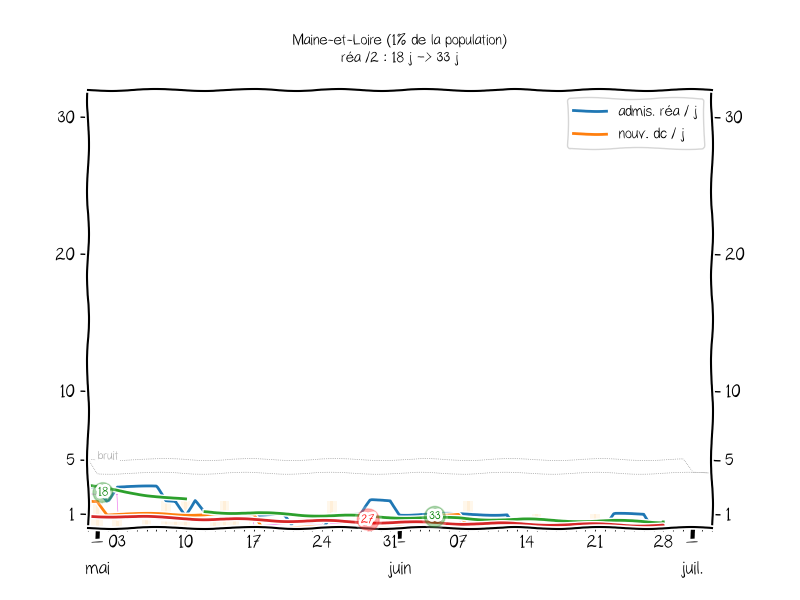 Maine-et-Loire (1% de la population)
réa /2 : 18 j -> 33 j
admis. réa / j
nouv. dc / j
30
30
20
20
10
10
5
5
bruit
1
1
18
27
33
03
10
17
24
31
07
14
21
28
mai
juin
juil.